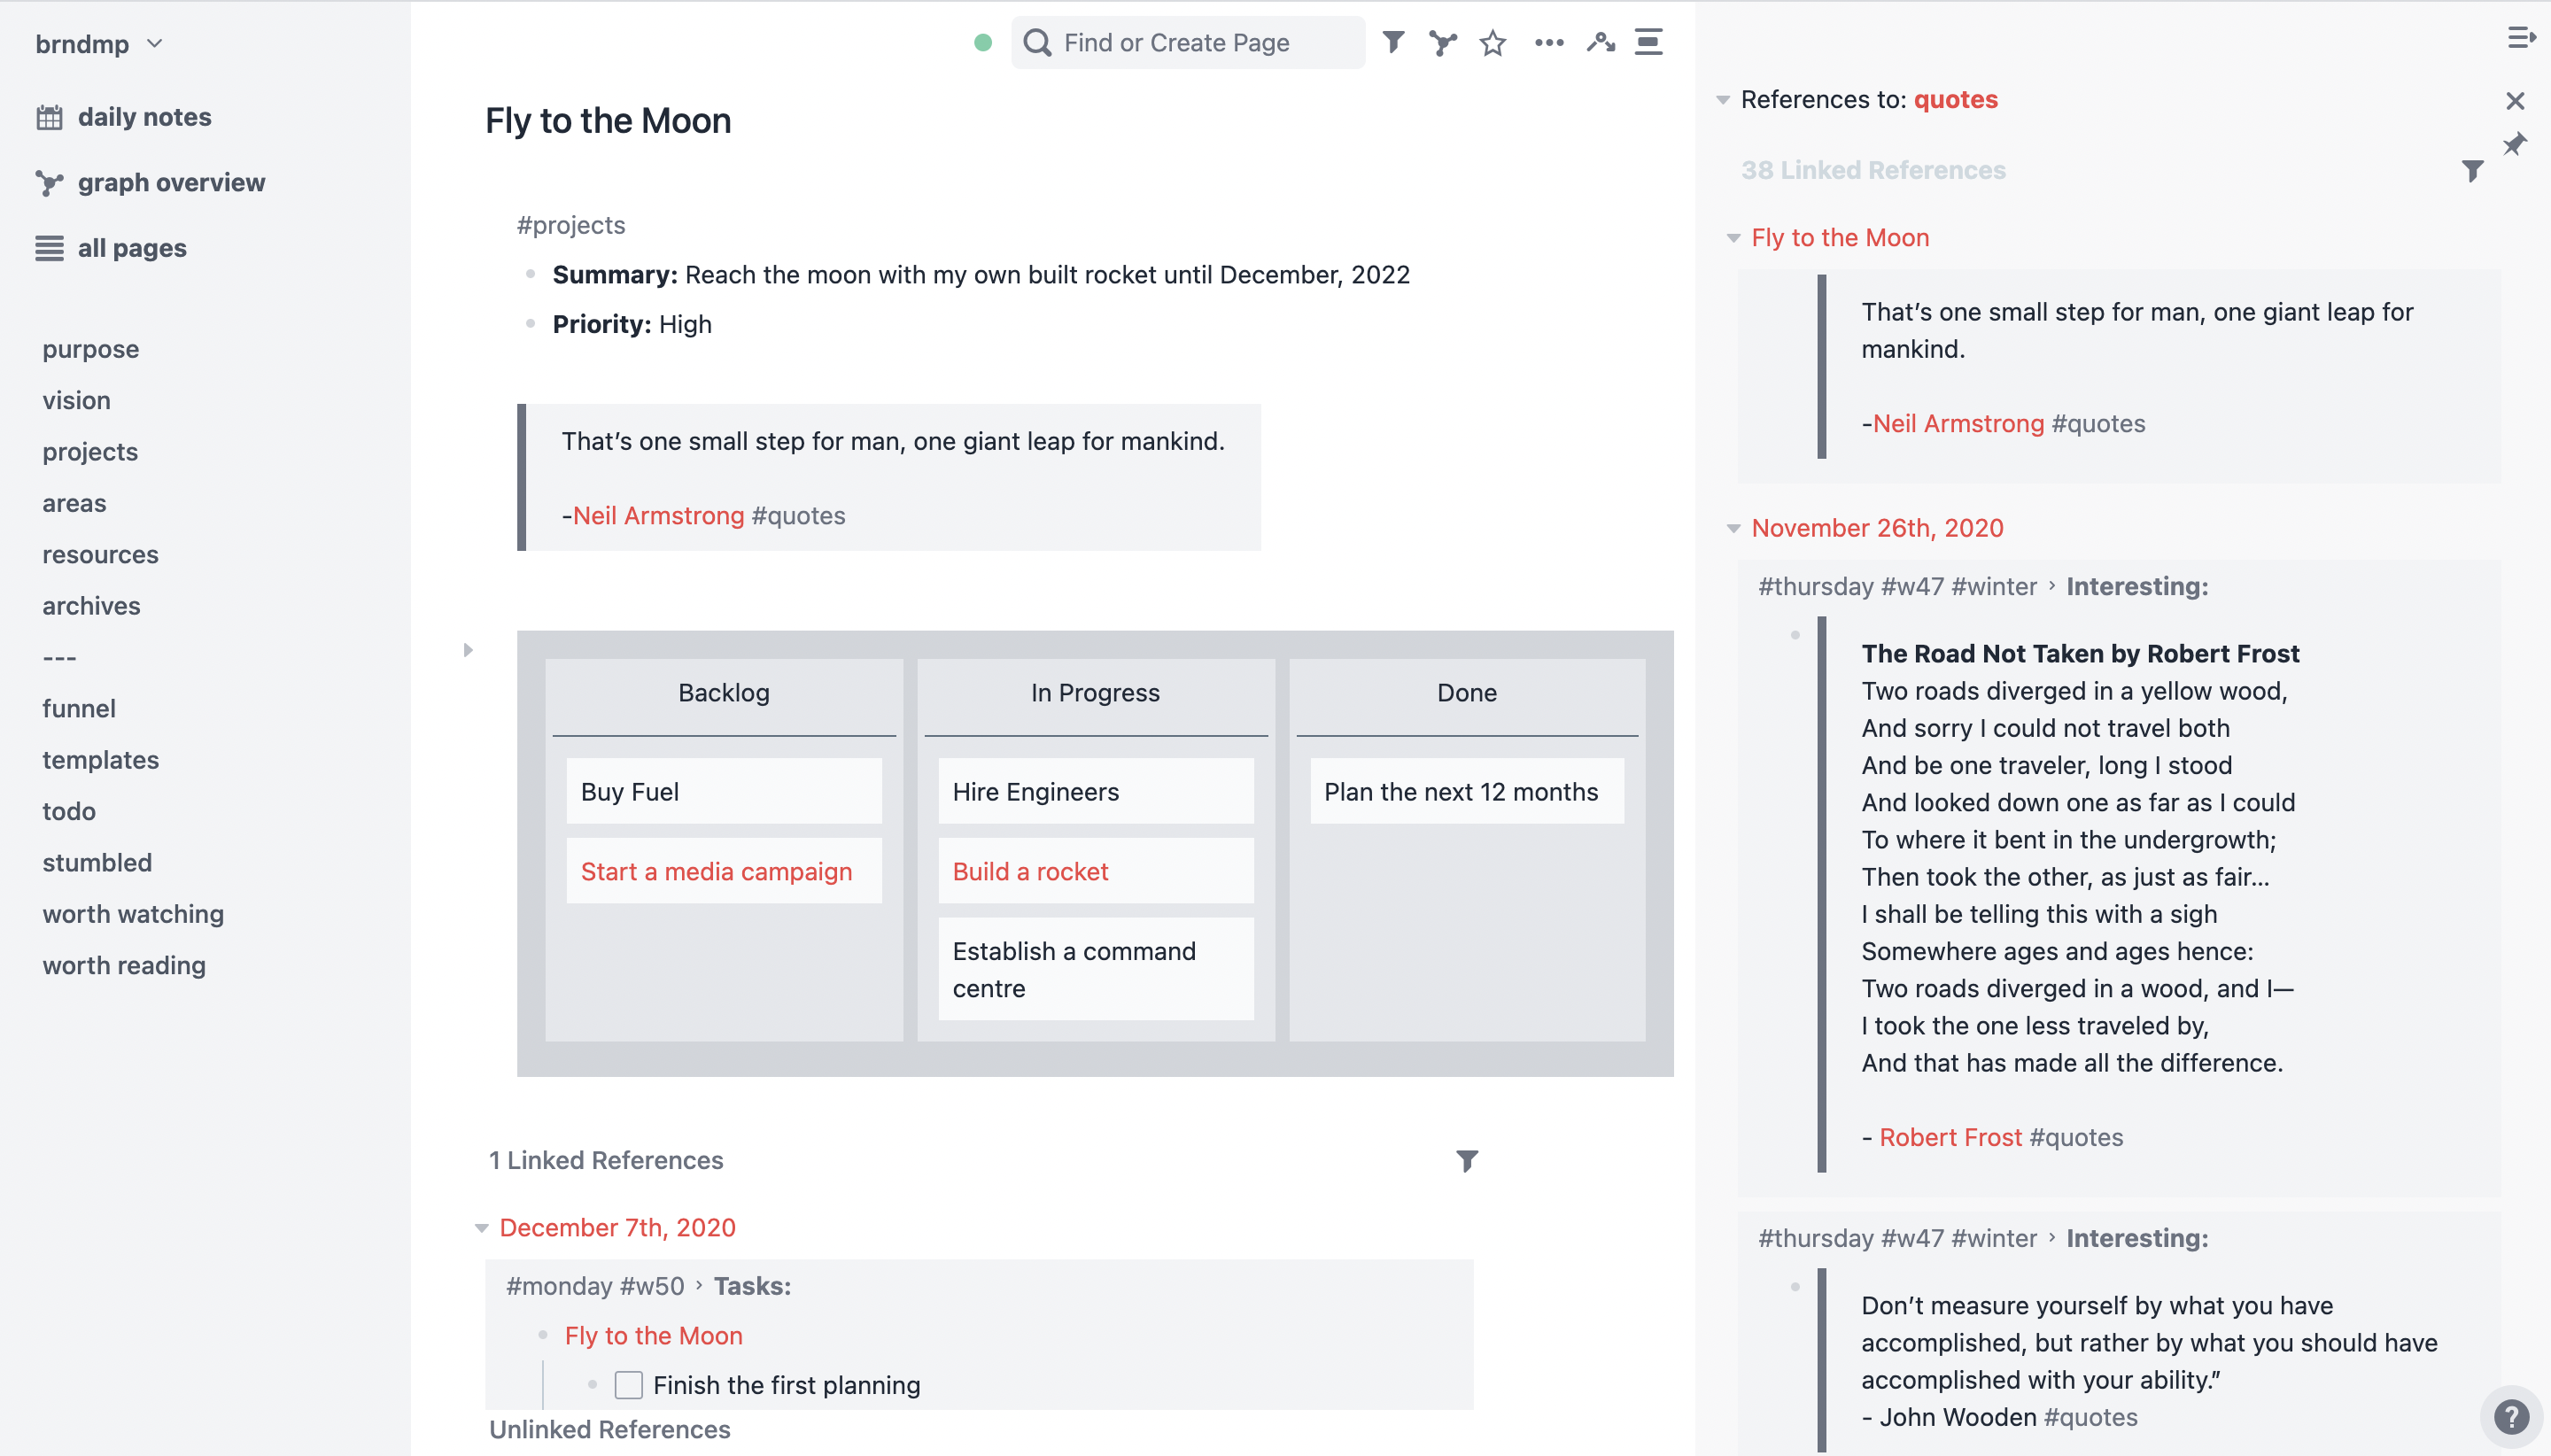 brndmp
daily notes
graph overview
all pages
purpose
vision
projects
areas
resources
archives
---
funnel
templates
todo
stumbled
worth watching
worth reading
Find or Create Page
Fly to the Moon
#projects
Summary: Reach the moon with my own built rocket until December, 2022
Priority: High
That’s one small step for man, one giant leap for mankind.
-Neil Armstrong #quotes
Backlog
Buy Fuel
Start a media campaign
In Progress
Hire Engineers
Build a rocket
Establish a command
centre
Done
Plan the next 12 months
1 Linked References
December 7th, 2020
#monday #w50 › Tasks:
Fly to the Moon
Finish the first planning
Unlinked References
References to: quotes
38 Linked References
Fly to the Moon
That’s one small step for man, one giant leap for
mankind.
-Neil Armstrong #quotes
November 26th, 2020
#thursday #w47 #winter › Interesting:
The Road Not Taken by Robert Frost
Two roads diverged in a yellow wood,
And sorry I could not travel both
And be one traveler, long I stood
And looked down one as far as I could
To where it bent in the undergrowth;
Then took the other, as just as fair...
I shall be telling this with a sigh
Somewhere ages and ages hence:
Two roads diverged in a wood, and I—
I took the one less traveled by,
And that has made all the difference.
- Robert Frost #quotes
#thursday #w47 #winter › Interesting:
Don’t measure yourself by what you have
accomplished, but rather by what you should have
accomplished with your ability.”
- John Wooden #quotes
?